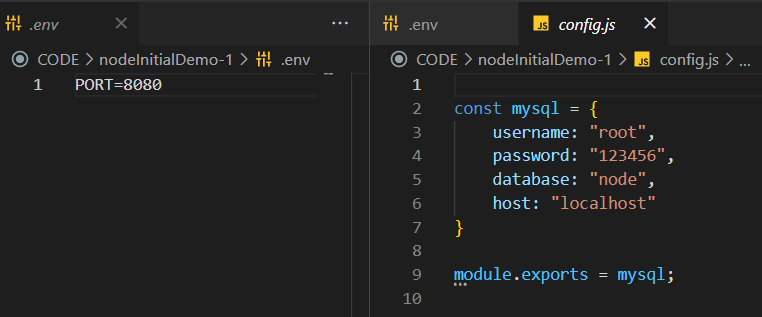 .env
CODE > nodeInitialDemo-1 > .env
1 PORT=8080
.env
JS config.js
CODE > nodeInitialDemo-1 > JS config.js > ...
1
2 const mysql = {
3     username: "root",
4     password: "123456",
5     database: "node",
6     host: "localhost"
7 }
8
9 module.exports = mysql;
10